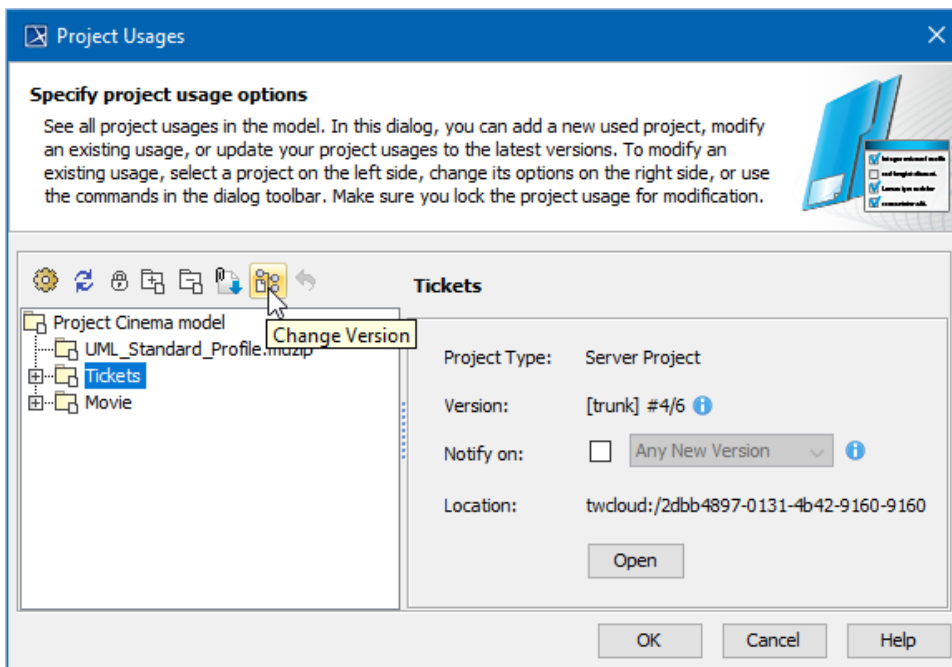 Project Usages
Specify project usage options
See all project usages in the model. In this dialog, you can add a new used project, modify
an existing usage, or update your project usages to the latest versions. To modify an
existing usage, select a project on the left side, change its options on the right side, or use
the commands in the dialog toolbar. Make sure you lock the project usage for modification.
Tickets
Project Cinema model
Change Version
UML_Standard_Profile.mdzip
Tickets
Movie
Project Type: Server Project
Version: [trunk] #4/6
Notify on: Any New Version
Location: twcloud:/2dbb4897-0131-4b42-9160-9160
Open
OK Cancel Help